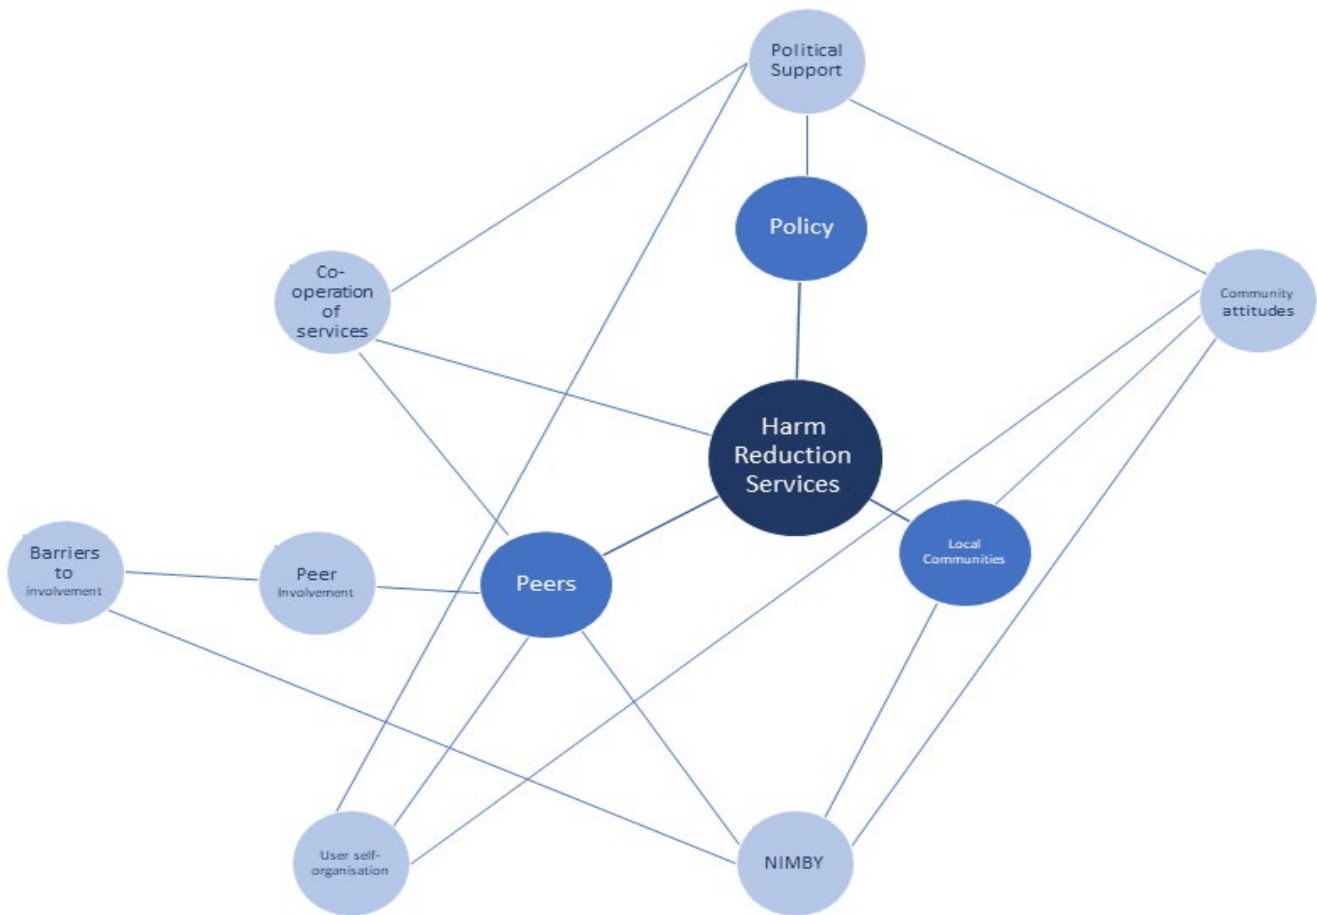 Political
Support
Policy
Co-
operation
of
services
Community
attitudes
Harm
Reduction
Services
Local
Communities
Barriers
to
involvement
Peer
Involvement
Peers
User self-
organisation
NIMBY